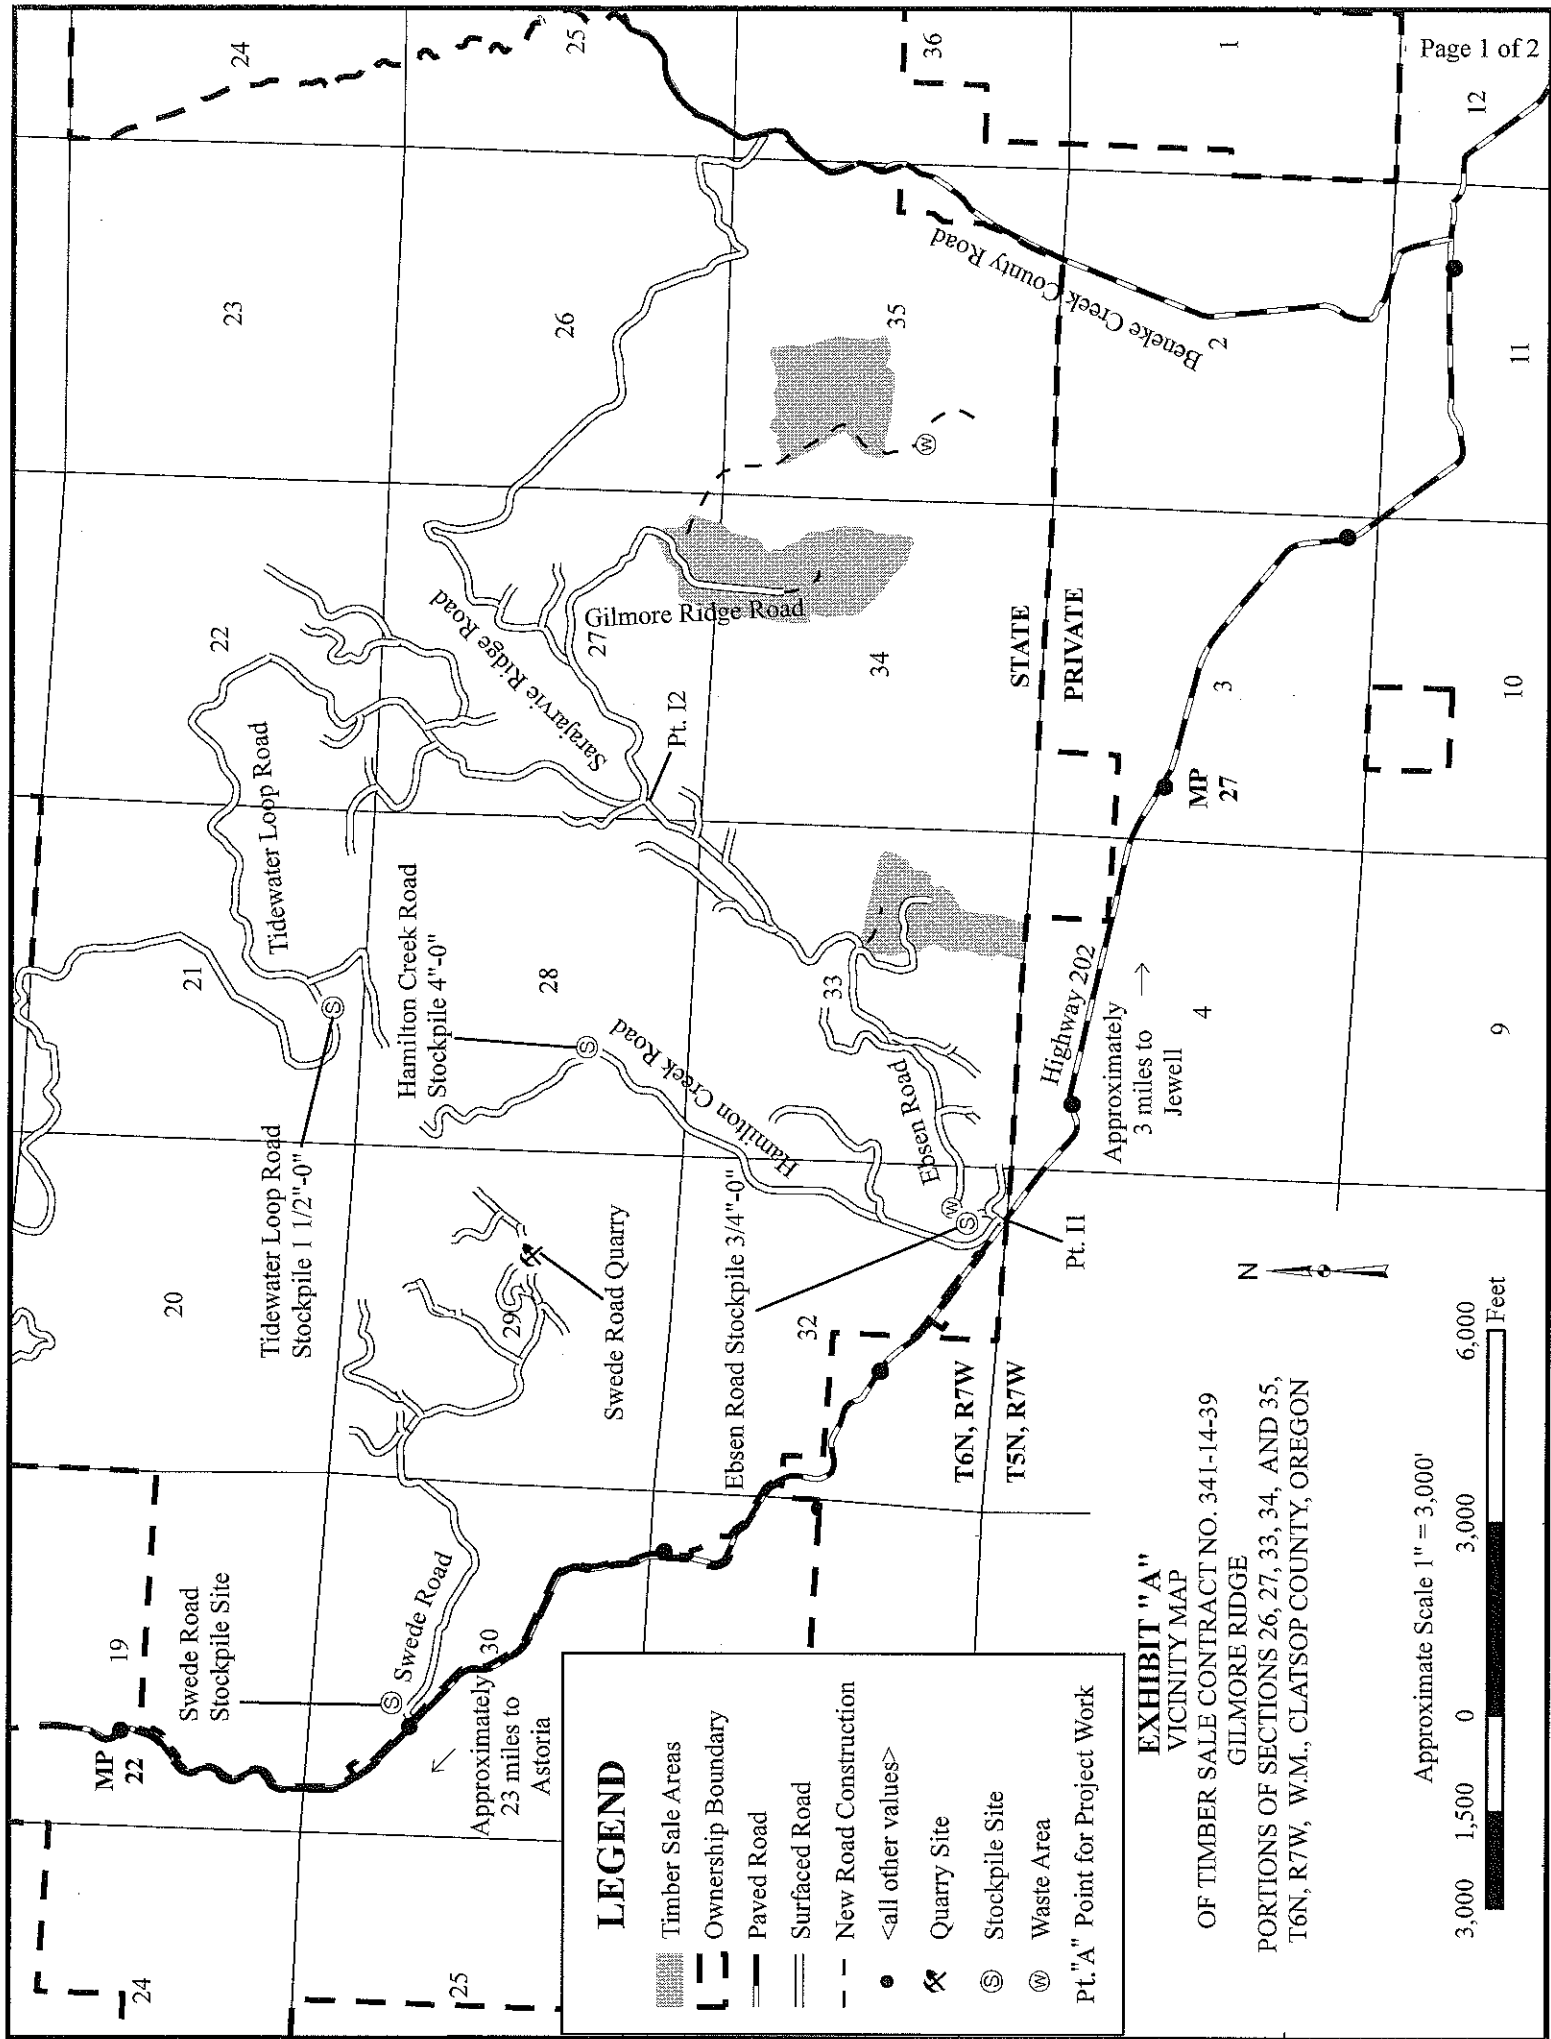 Page 1 of 2
24
19
20
21
22
23
24
25
30
29
28
27
26
25
32
33
34
35
36
4
3
2
1
9
10
11
12
MP
22
Swede Road
Stockpile Site
Swede Road
Approximately
23 miles to
Astoria
Tidewater Loop Road
Stockpile 1 1/2"-0"
Tidewater Loop Road
Hamilton Creek Road
Stockpile 4"-0"
Hamilton Creek Road
Swede Road Quarry
Ebsen Road Stockpile 3/4"-0"
Ebsen Road
Sarajarvie Ridge Road
Gilmore Ridge Road
Pt. I2
Pt. I1
Beneke Creek County Road
STATE
PRIVATE
T6N, R7W
T5N, R7W
Highway 202
Approximately
3 miles to
Jewell
MP
27
S
S
S
S
W
W
N
LEGEND
Timber Sale Areas
Ownership Boundary
Paved Road
Surfaced Road
New Road Construction
<all other values>
Quarry Site
S Stockpile Site
W Waste Area
Pt."A" Point for Project Work
EXHIBIT "A"
VICINITY MAP
OF TIMBER SALE CONTRACT NO. 341-14-39
GILMORE RIDGE
PORTIONS OF SECTIONS 26, 27, 33, 34, AND 35,
T6N, R7W, W.M., CLATSOP COUNTY, OREGON
Approximate Scale 1" = 3,000'
3,000 1,500 0 3,000 6,000
Feet